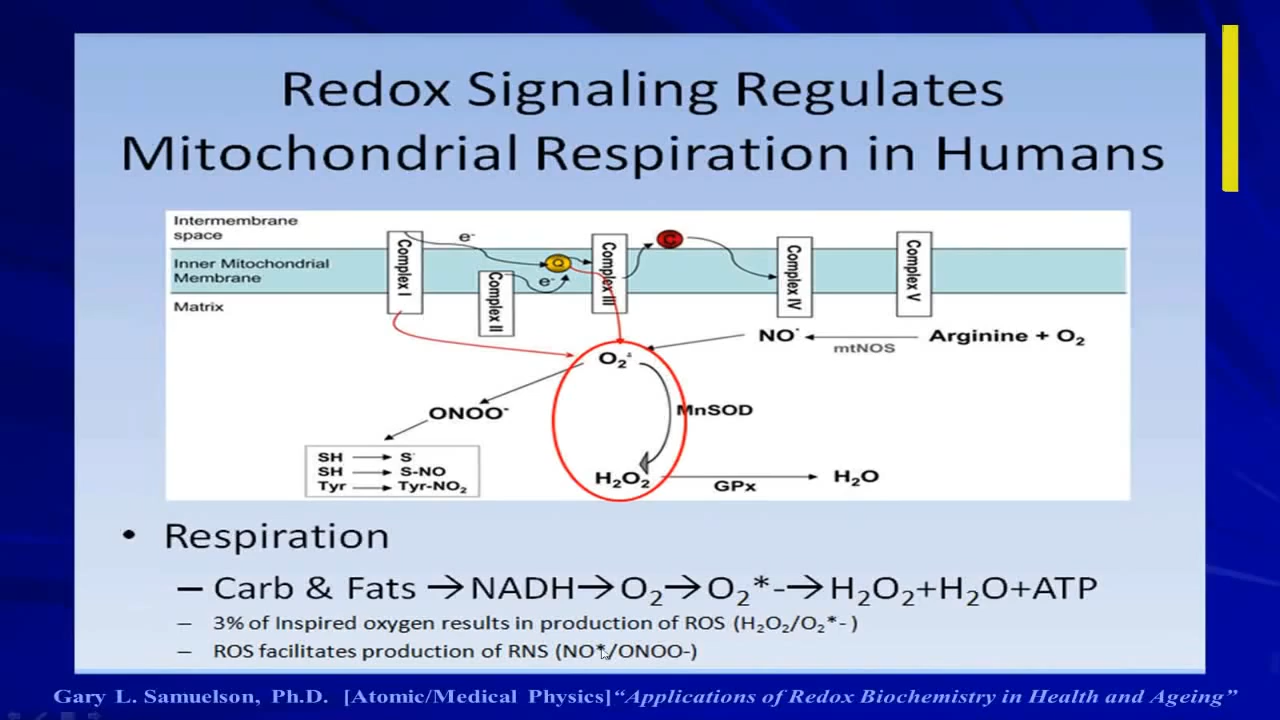 Redox Signaling Regulates
Mitochondrial Respiration in Humans
Intermembrane
space
Inner Mitochondrial
Membrane
Matrix
Complex I
e-
Complex II
e-
Q
Complex III
C
Complex IV
Complex V
NO· mtNOS Arginine + O₂
O₂·-
ONOO-
MnSOD
SH → S·
SH → S-NO
Tyr → Tyr-NO₂
H₂O₂ GPx H₂O
• Respiration
– Carb & Fats →NADH→O₂→O₂*-→H₂O₂+H₂O+ATP
– 3% of Inspired oxygen results in production of ROS (H₂O₂/O₂*- )
– ROS facilitates production of RNS (NO*/ONOO-)
Gary L. Samuelson, Ph.D. [Atomic/Medical Physics]“Applications of Redox Biochemistry in Health and Ageing”